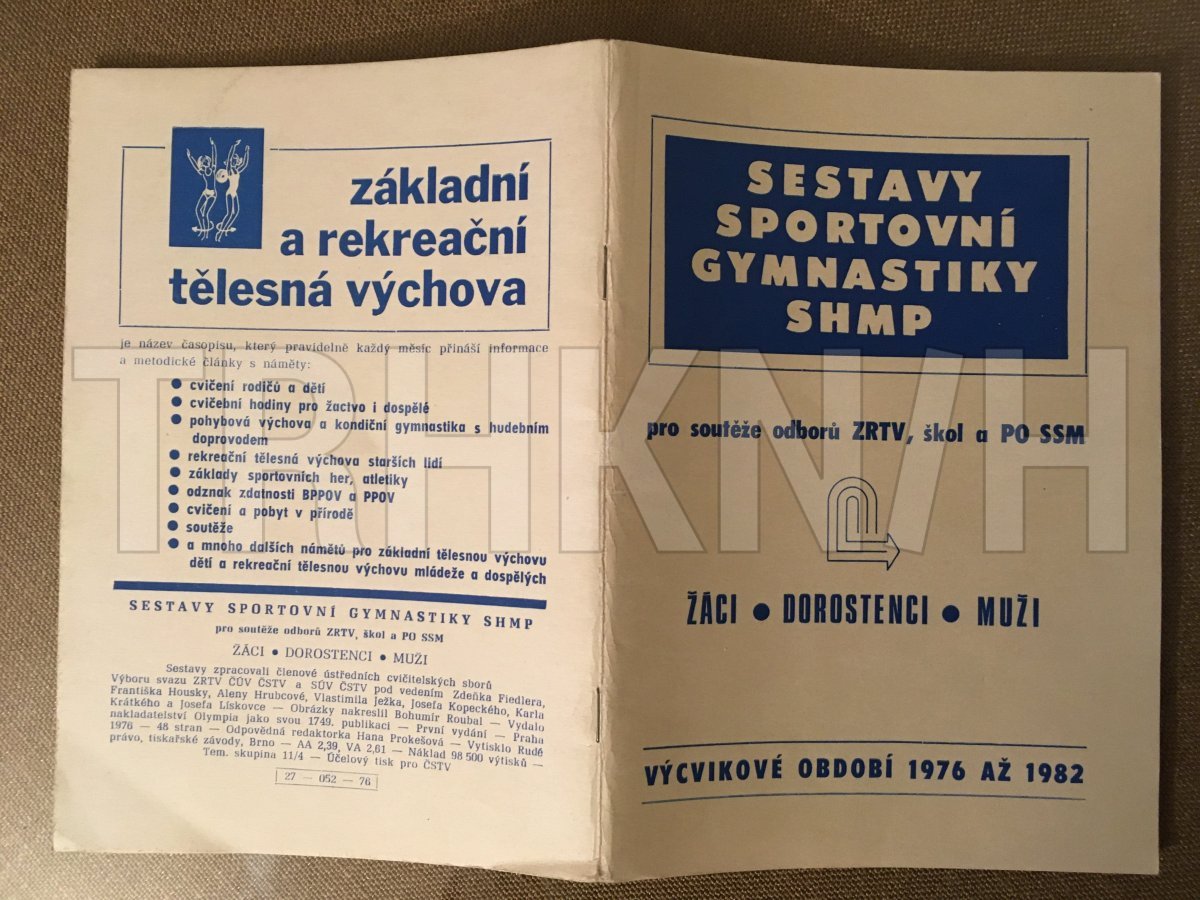 základní
a rekreační
tělesná výchova
je název časopisu, který pravidelně každý měsíc přináší informace
a metodické články s náměty:
● cvičení rodičů a dětí
● cvičební hodiny pro žactvo i dospělé
● pohybová výchova a kondiční gymnastika s hudebním
doprovodem
● rekreační tělesná výchova starších lidí
● základy sportovních her, atletiky
● odznak zdatnosti BPPOV a PPOV
● cvičení a pobyt v přírodě
● soutěže
● a mnoho dalších námětů pro základní tělesnou výchovu
dětí a rekreační tělesnou výchovu mládeže a dospělých
SESTAVY SPORTOVNÍ GYMNASTIKY SHMP
pro soutěže odborů ZRTV, škol a PO SSM
ŽÁCI • DOROSTENCI • MUŽI
Sestavy zpracovali členové ústředních cvičitelských sborů
Výboru svazu ZRTV ČÚV ČSTV a SÚV ČSTV pod vedením Zdeňka Fiedlera,
Františka Housky, Aleny Hrubcové, Vlastimila Ježka, Josefa Kopeckého, Karla
Krátkého a Josefa Lískovce — Obrázky nakreslil Bohumír Roubal — Vydalo
nakladatelství Olympia jako svou 1749. publikaci — První vydání — Praha
1976 — 48 stran — Odpovědná redaktorka Hana Prokešová — Vytisklo Rudé
právo, tiskařské závody, Brno — AA 2,39, VA 2,61 — Náklad 98 500 výtisků —
Tem. skupina 11/4 — Účelový tisk pro ČSTV
27 — 052 — 76
SESTAVY
SPORTOVNÍ
GYMNASTIKY
SHMP
pro soutěže odborů ZRTV, škol a PO SSM
ŽÁCI • DOROSTENCI • MUŽI
VÝCVIKOVÉ OBDOBÍ 1976 AŽ 1982
TRHKNIH